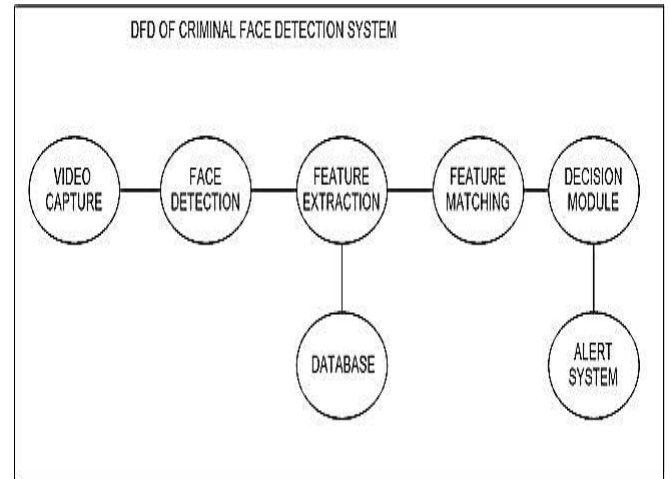 DFD OF CRIMINAL FACE DETECTION SYSTEM
VIDEO
CAPTURE
FACE
DETECTION
FEATURE
EXTRACTION
FEATURE
MATCHING
DECISION
MODULE
DATABASE
ALERT
SYSTEM